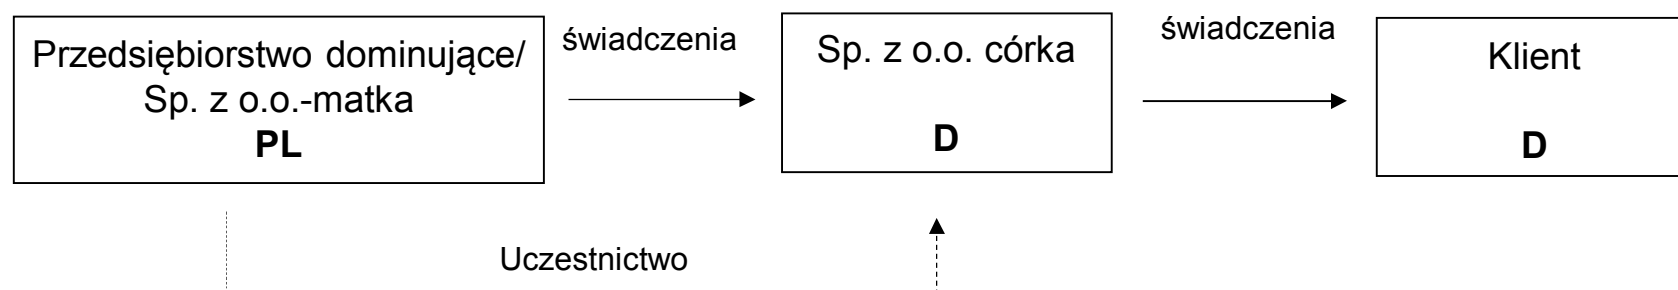 Przedsiębiorstwo dominujące/
Sp. z o.o.-matka
PL
świadczenia
Sp. z o.o. córka
D
świadczenia
Klient
D
Uczestnictwo